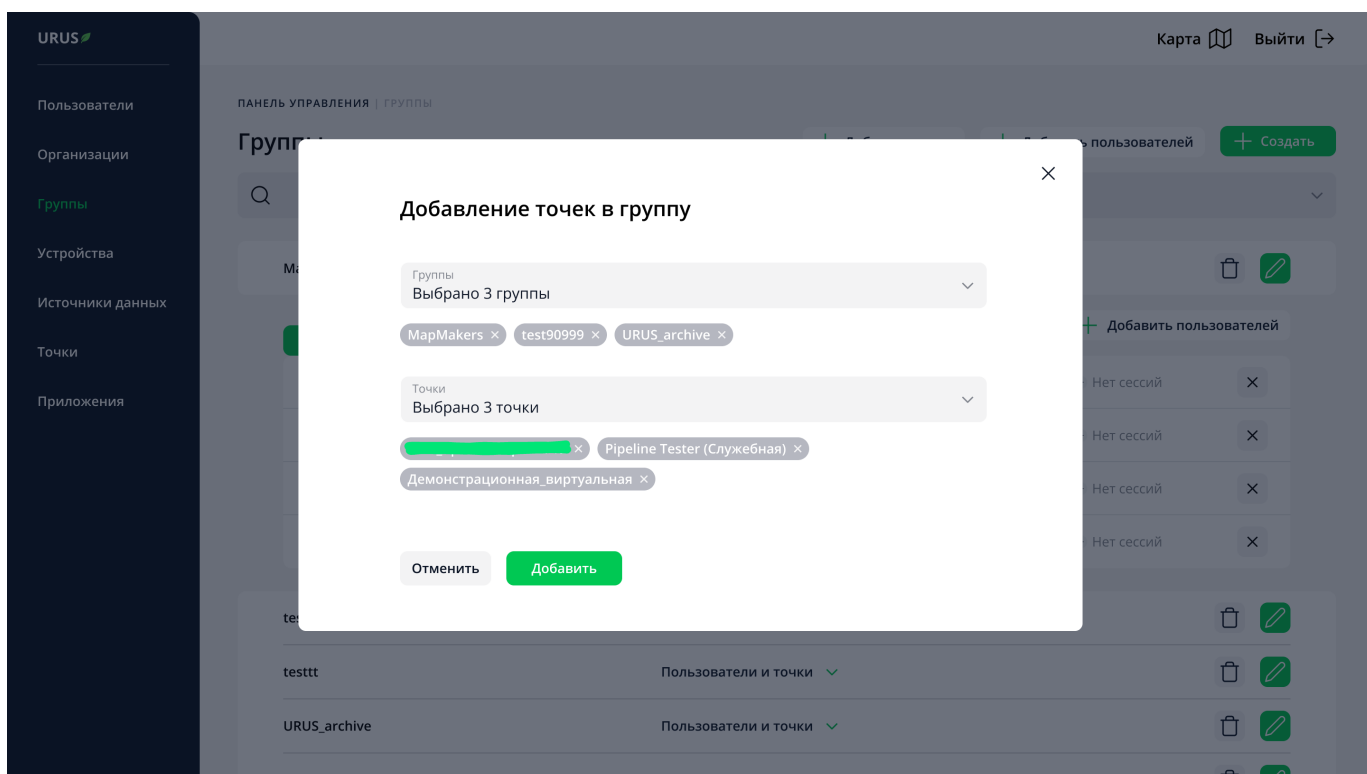 URUS
Карта Выйти
Пользователи
Организации
Группы
Устройства
Источники данных
Точки
Приложения
ПАНЕЛЬ УПРАВЛЕНИЯ | ГРУППЫ
пользователей
Создать
Добавление точек в группу
Группы
Выбрано 3 группы
MapMakers × test90999 × URUS_archive ×
Точки
Выбрано 3 точки
× Pipeline Tester (Служебная) ×
Демонстрационная_виртуальная ×
Отменить Добавить
Добавить пользователей
Нет сессий
Нет сессий
Нет сессий
Нет сессий
testtt Пользователи и точки
URUS_archive Пользователи и точки